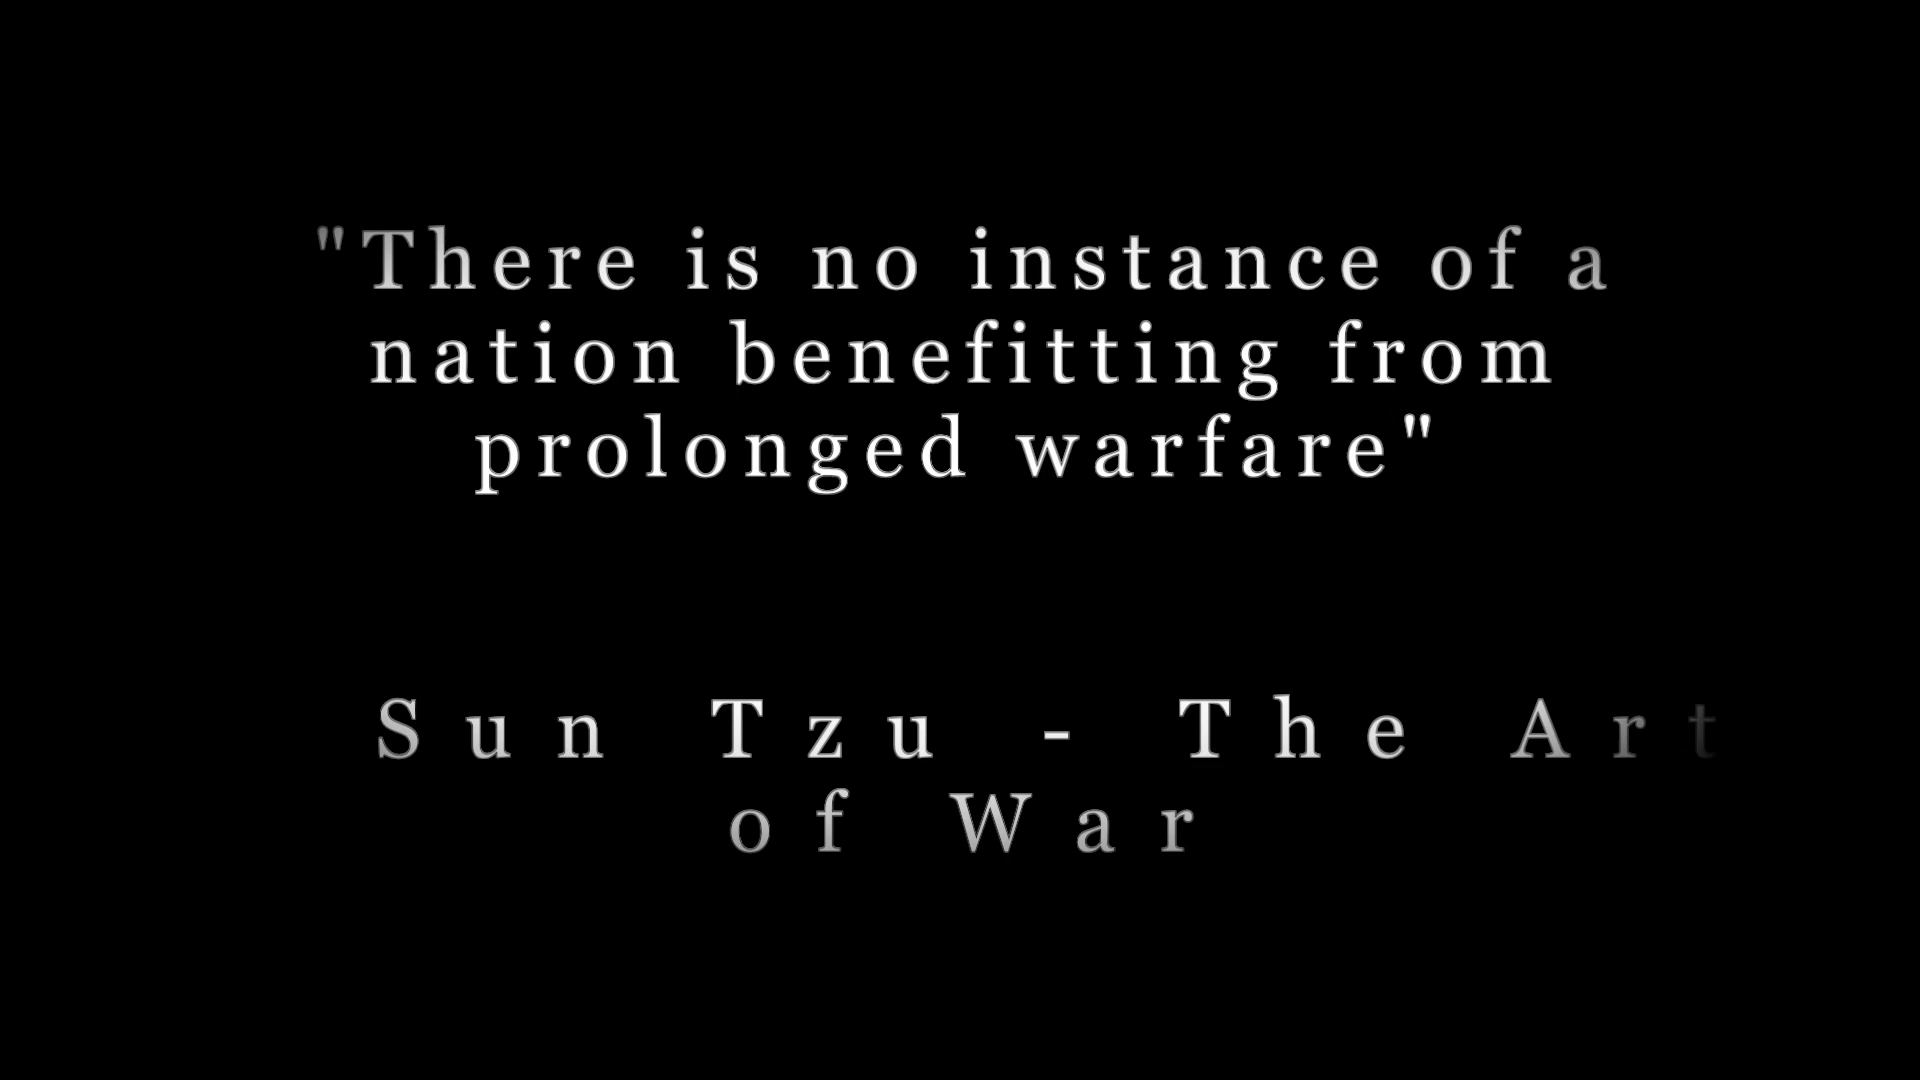 "There is no instance of a
nation benefitting from
prolonged warfare"
Sun Tzu - The Art
of War